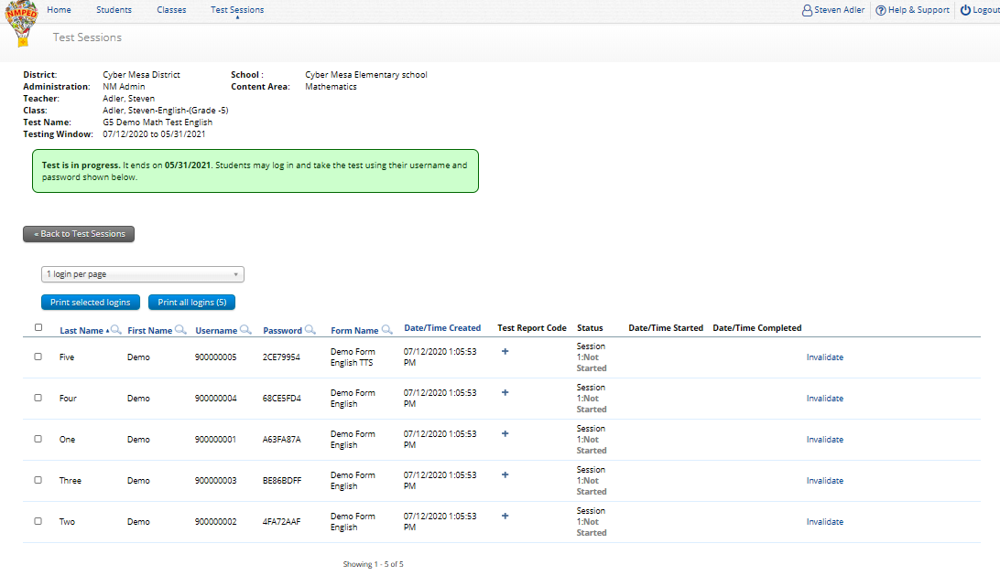 NMPED
Home Students Classes Test Sessions Steven Adler Help & Support Logout
Test Sessions
District: Cyber Mesa District School : Cyber Mesa Elementary school
Administration: NM Admin Content Area: Mathematics
Teacher: Adler, Steven
Class: Adler, Steven-English-(Grade -5)
Test Name: G5 Demo Math Test English
Testing Window: 07/12/2020 to 05/31/2021
Test is in progress. It ends on 05/31/2021. Students may log in and take the test using their username and
password shown below.
« Back to Test Sessions
1 login per page
Print selected logins Print all logins (5)
Last Name First Name Username Password Form Name Date/Time Created Test Report Code Status Date/Time Started Date/Time Completed
Five Demo 900000005 2CE79954 Demo Form English TTS 07/12/2020 1:05:53 PM + Session 1:Not Started Invalidate
Four Demo 900000004 68CE5FD4 Demo Form English 07/12/2020 1:05:53 PM + Session 1:Not Started Invalidate
One Demo 900000001 A63FA87A Demo Form English 07/12/2020 1:05:53 PM + Session 1:Not Started Invalidate
Three Demo 900000003 BE86BDFF Demo Form English 07/12/2020 1:05:53 PM + Session 1:Not Started Invalidate
Two Demo 900000002 4FA72AAF Demo Form English 07/12/2020 1:05:53 PM + Session 1:Not Started Invalidate
Showing 1 - 5 of 5